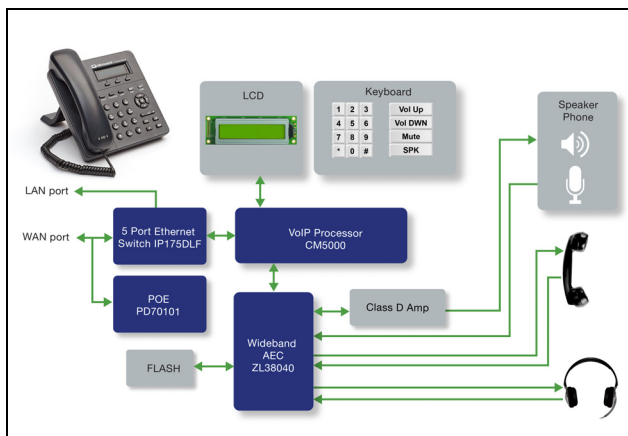 LCD
Keyboard
1 2 3 Vol Up
4 5 6 Vol DWN
7 8 9 Mute
* 0 # SPK
Speaker
Phone
LAN port
WAN port
5 Port Ethernet
Switch IP175DLF
VoIP Processor
CM5000
POE
PD70101
Class D Amp
Wideband
AEC
ZL38040
FLASH